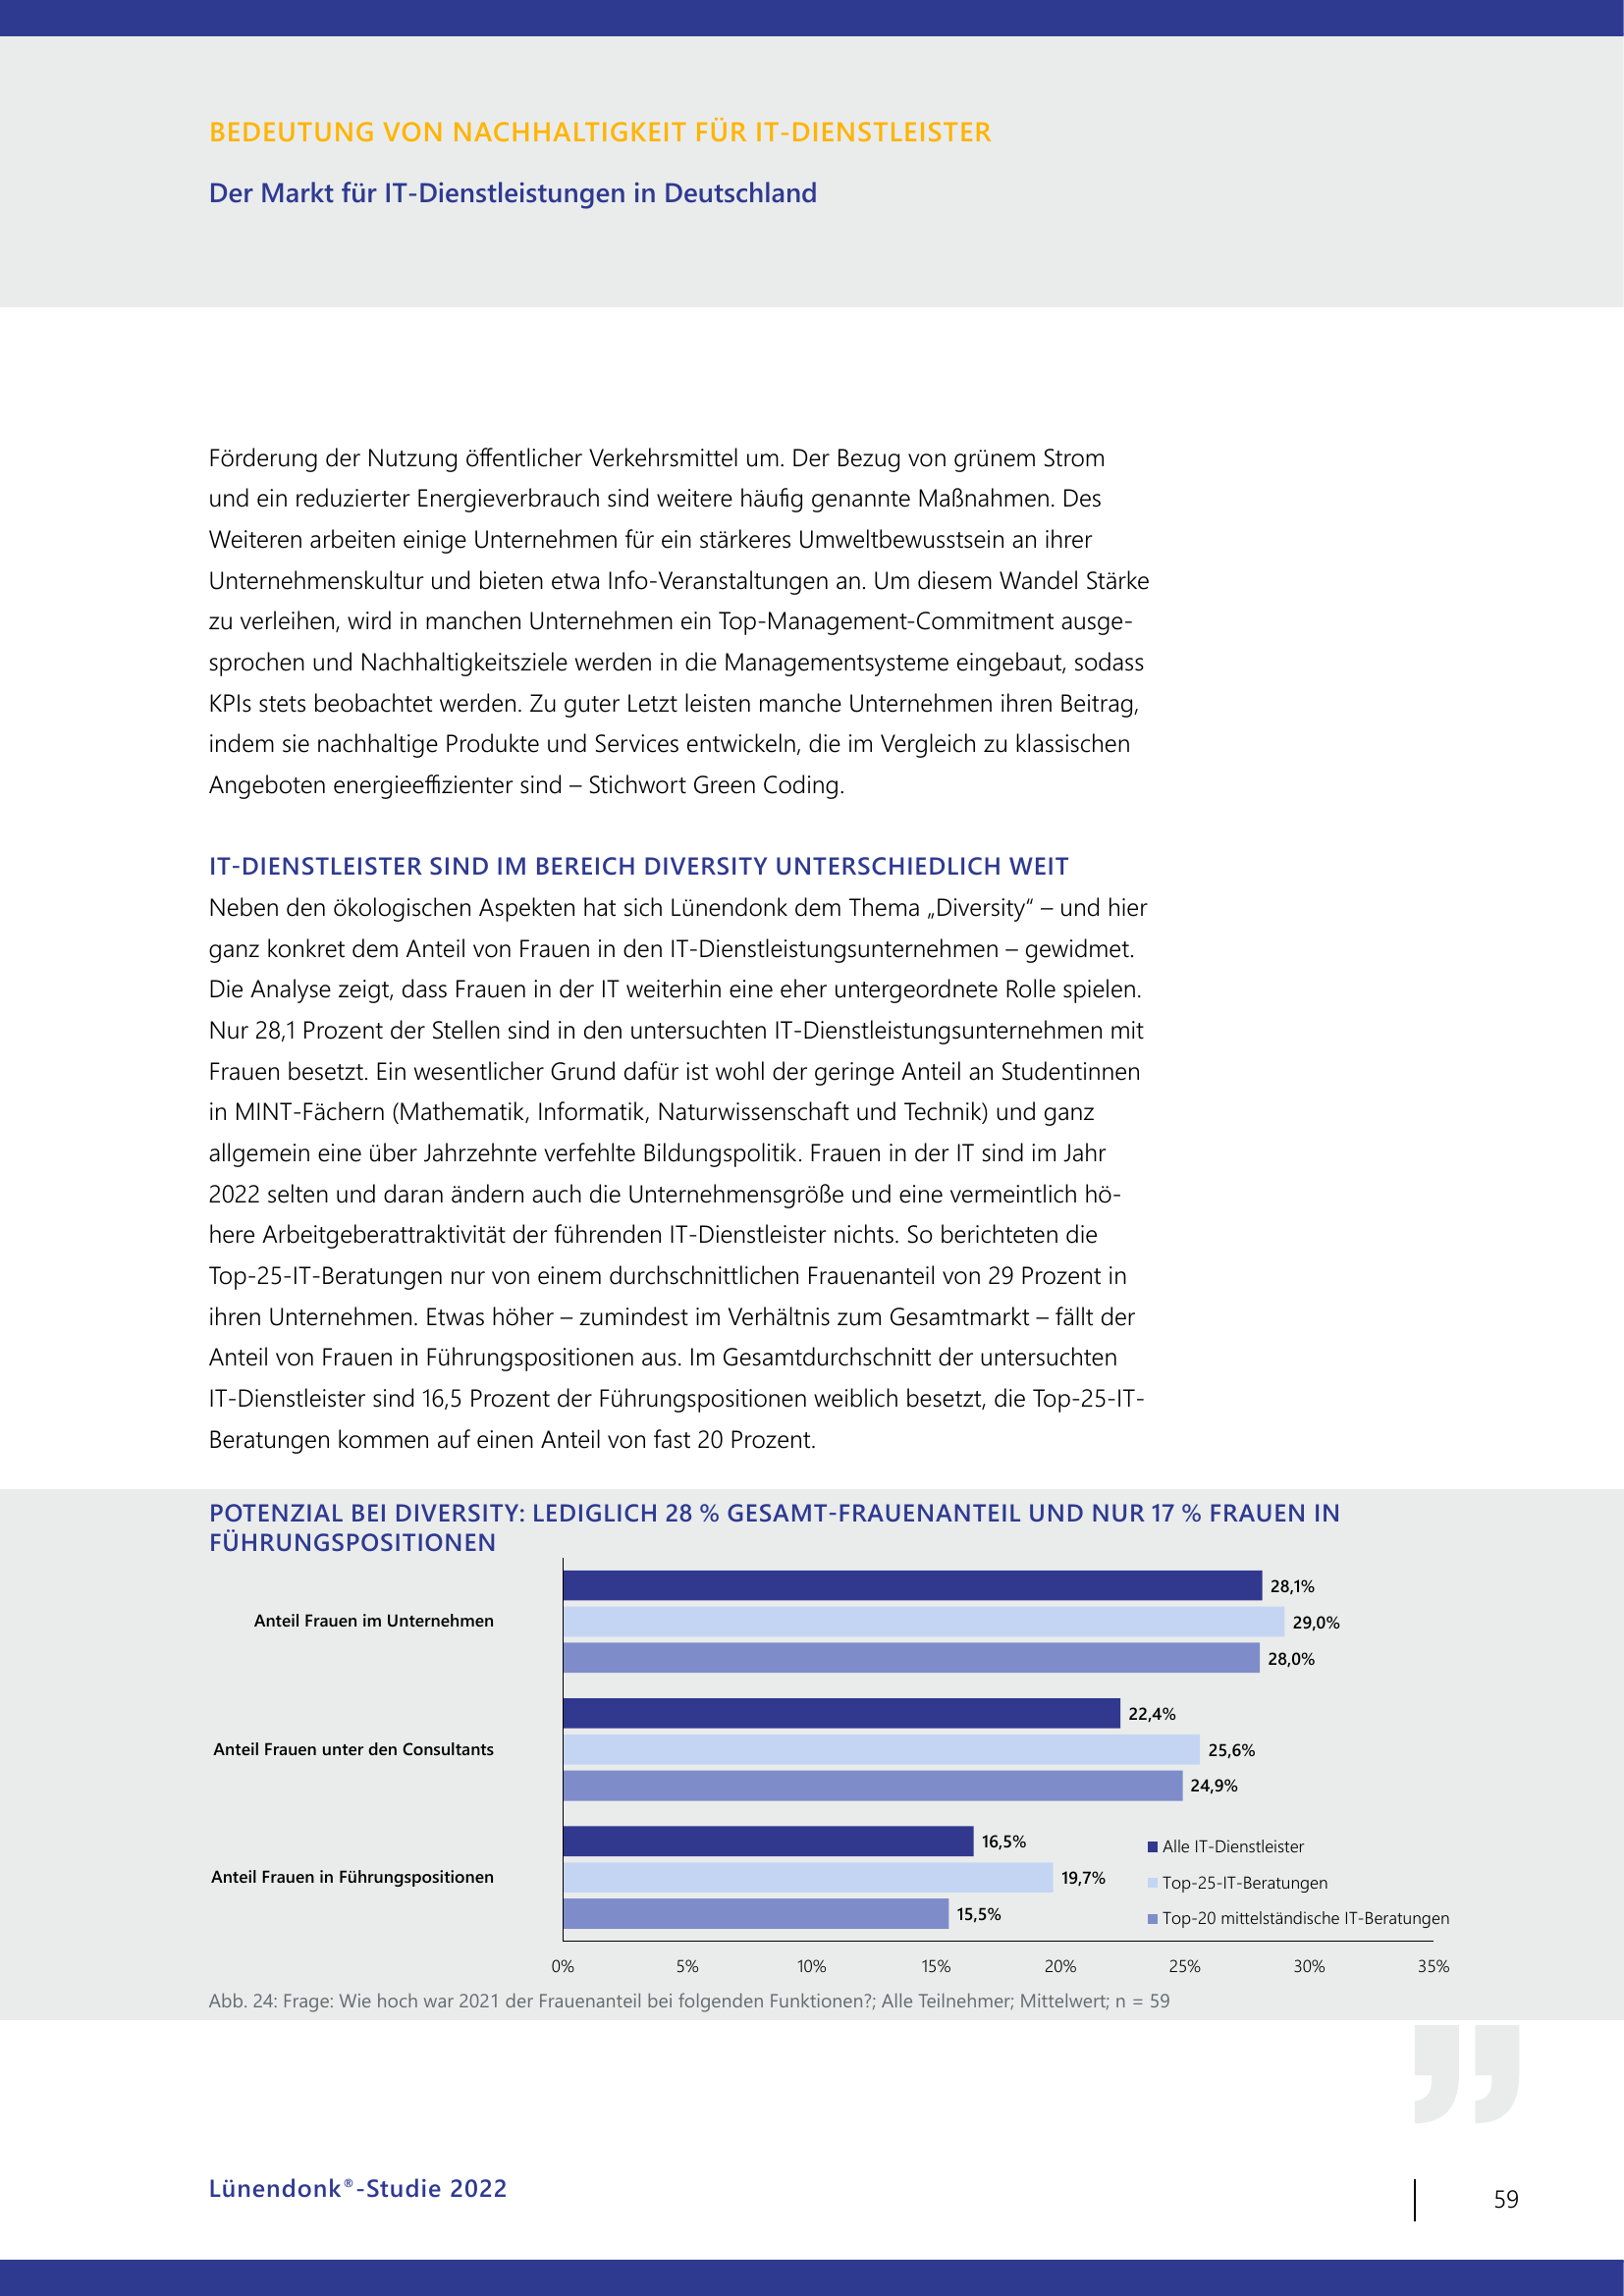 BEDEUTUNG VON NACHHALTIGKEIT FÜR IT-DIENSTLEISTER
Der Markt für IT-Dienstleistungen in Deutschland
Förderung der Nutzung öffentlicher Verkehrsmittel um. Der Bezug von grünem Strom
und ein reduzierter Energieverbrauch sind weitere häufig genannte Maßnahmen. Des
Weiteren arbeiten einige Unternehmen für ein stärkeres Umweltbewusstsein an ihrer
Unternehmenskultur und bieten etwa Info-Veranstaltungen an. Um diesem Wandel Stärke
zu verleihen, wird in manchen Unternehmen ein Top-Management-Commitment ausge-
sprochen und Nachhaltigkeitsziele werden in die Managementsysteme eingebaut, sodass
KPIs stets beobachtet werden. Zu guter Letzt leisten manche Unternehmen ihren Beitrag,
indem sie nachhaltige Produkte und Services entwickeln, die im Vergleich zu klassischen
Angeboten energieeffizienter sind – Stichwort Green Coding.
IT-DIENSTLEISTER SIND IM BEREICH DIVERSITY UNTERSCHIEDLICH WEIT
Neben den ökologischen Aspekten hat sich Lünendonk dem Thema „Diversity“ – und hier
ganz konkret dem Anteil von Frauen in den IT-Dienstleistungsunternehmen – gewidmet.
Die Analyse zeigt, dass Frauen in der IT weiterhin eine eher untergeordnete Rolle spielen.
Nur 28,1 Prozent der Stellen sind in den untersuchten IT-Dienstleistungsunternehmen mit
Frauen besetzt. Ein wesentlicher Grund dafür ist wohl der geringe Anteil an Studentinnen
in MINT-Fächern (Mathematik, Informatik, Naturwissenschaft und Technik) und ganz
allgemein eine über Jahrzehnte verfehlte Bildungspolitik. Frauen in der IT sind im Jahr
2022 selten und daran ändern auch die Unternehmensgröße und eine vermeintlich hö-
here Arbeitgeberattraktivität der führenden IT-Dienstleister nichts. So berichteten die
Top-25-IT-Beratungen nur von einem durchschnittlichen Frauenanteil von 29 Prozent in
ihren Unternehmen. Etwas höher – zumindest im Verhältnis zum Gesamtmarkt – fällt der
Anteil von Frauen in Führungspositionen aus. Im Gesamtdurchschnitt der untersuchten
IT-Dienstleister sind 16,5 Prozent der Führungspositionen weiblich besetzt, die Top-25-IT-
Beratungen kommen auf einen Anteil von fast 20 Prozent.
POTENZIAL BEI DIVERSITY: LEDIGLICH 28 % GESAMT-FRAUENANTEIL UND NUR 17 % FRAUEN IN
FÜHRUNGSPOSITIONEN
Anteil Frauen im Unternehmen
28,1%
29,0%
28,0%
Anteil Frauen unter den Consultants
22,4%
25,6%
24,9%
Anteil Frauen in Führungspositionen
16,5%
19,7%
15,5%
Alle IT-Dienstleister
Top-25-IT-Beratungen
Top-20 mittelständische IT-Beratungen
0% 5% 10% 15% 20% 25% 30% 35%
Abb. 24: Frage: Wie hoch war 2021 der Frauenanteil bei folgenden Funktionen?; Alle Teilnehmer; Mittelwert; n = 59
”
Lünendonk®-Studie 2022
59